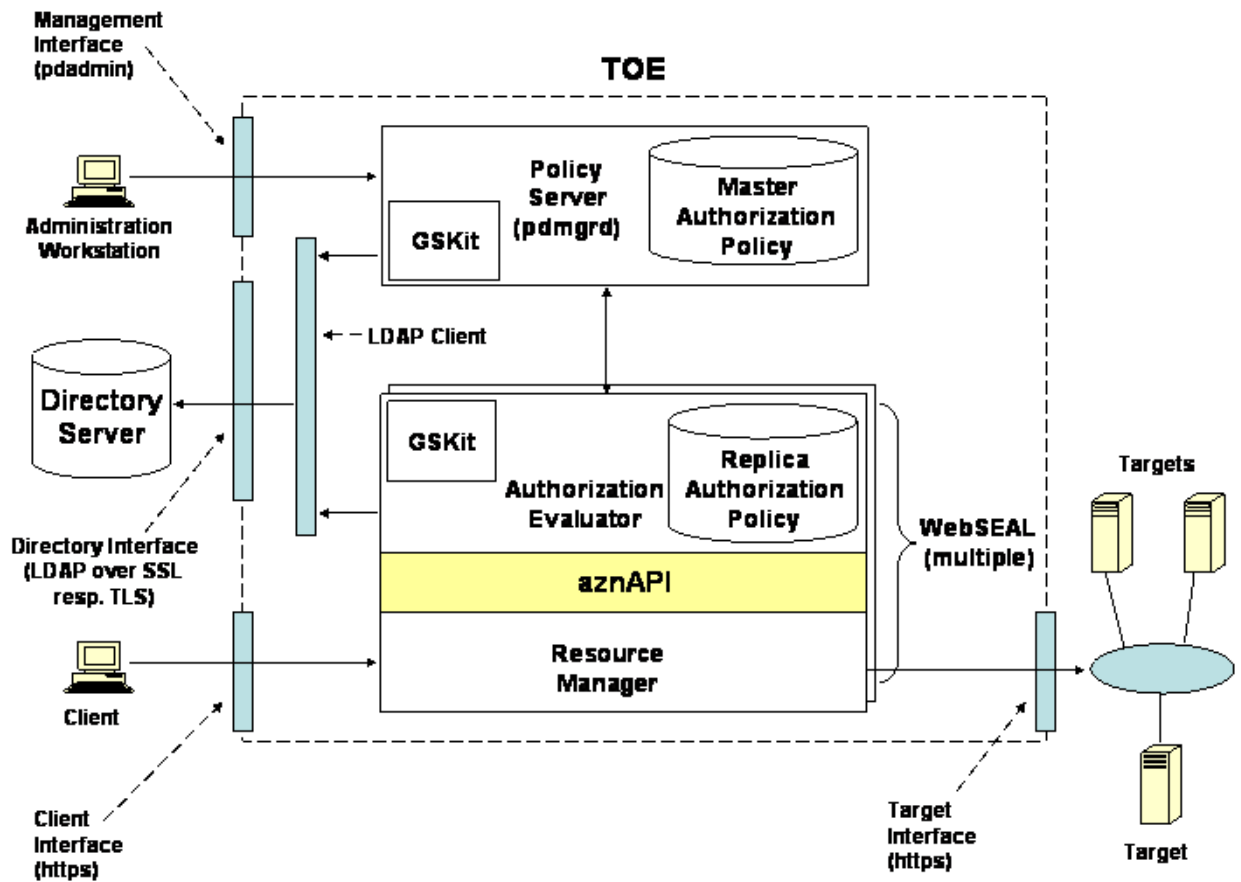 Management
Interface
(pdadmin)
TOE
Administration
Workstation
Policy
Server
(pdmgrd)
GSKit
Master
Authorization
Policy
LDAP Client
Directory
Server
GSKit
Authorization
Evaluator
Replica
Authorization
Policy
WebSEAL
(multiple)
Targets
Directory Interface
(LDAP over SSL
resp. TLS)
aznAPI
Resource
Manager
Client
Client
Interface
(https)
Target
Interface
(https)
Target